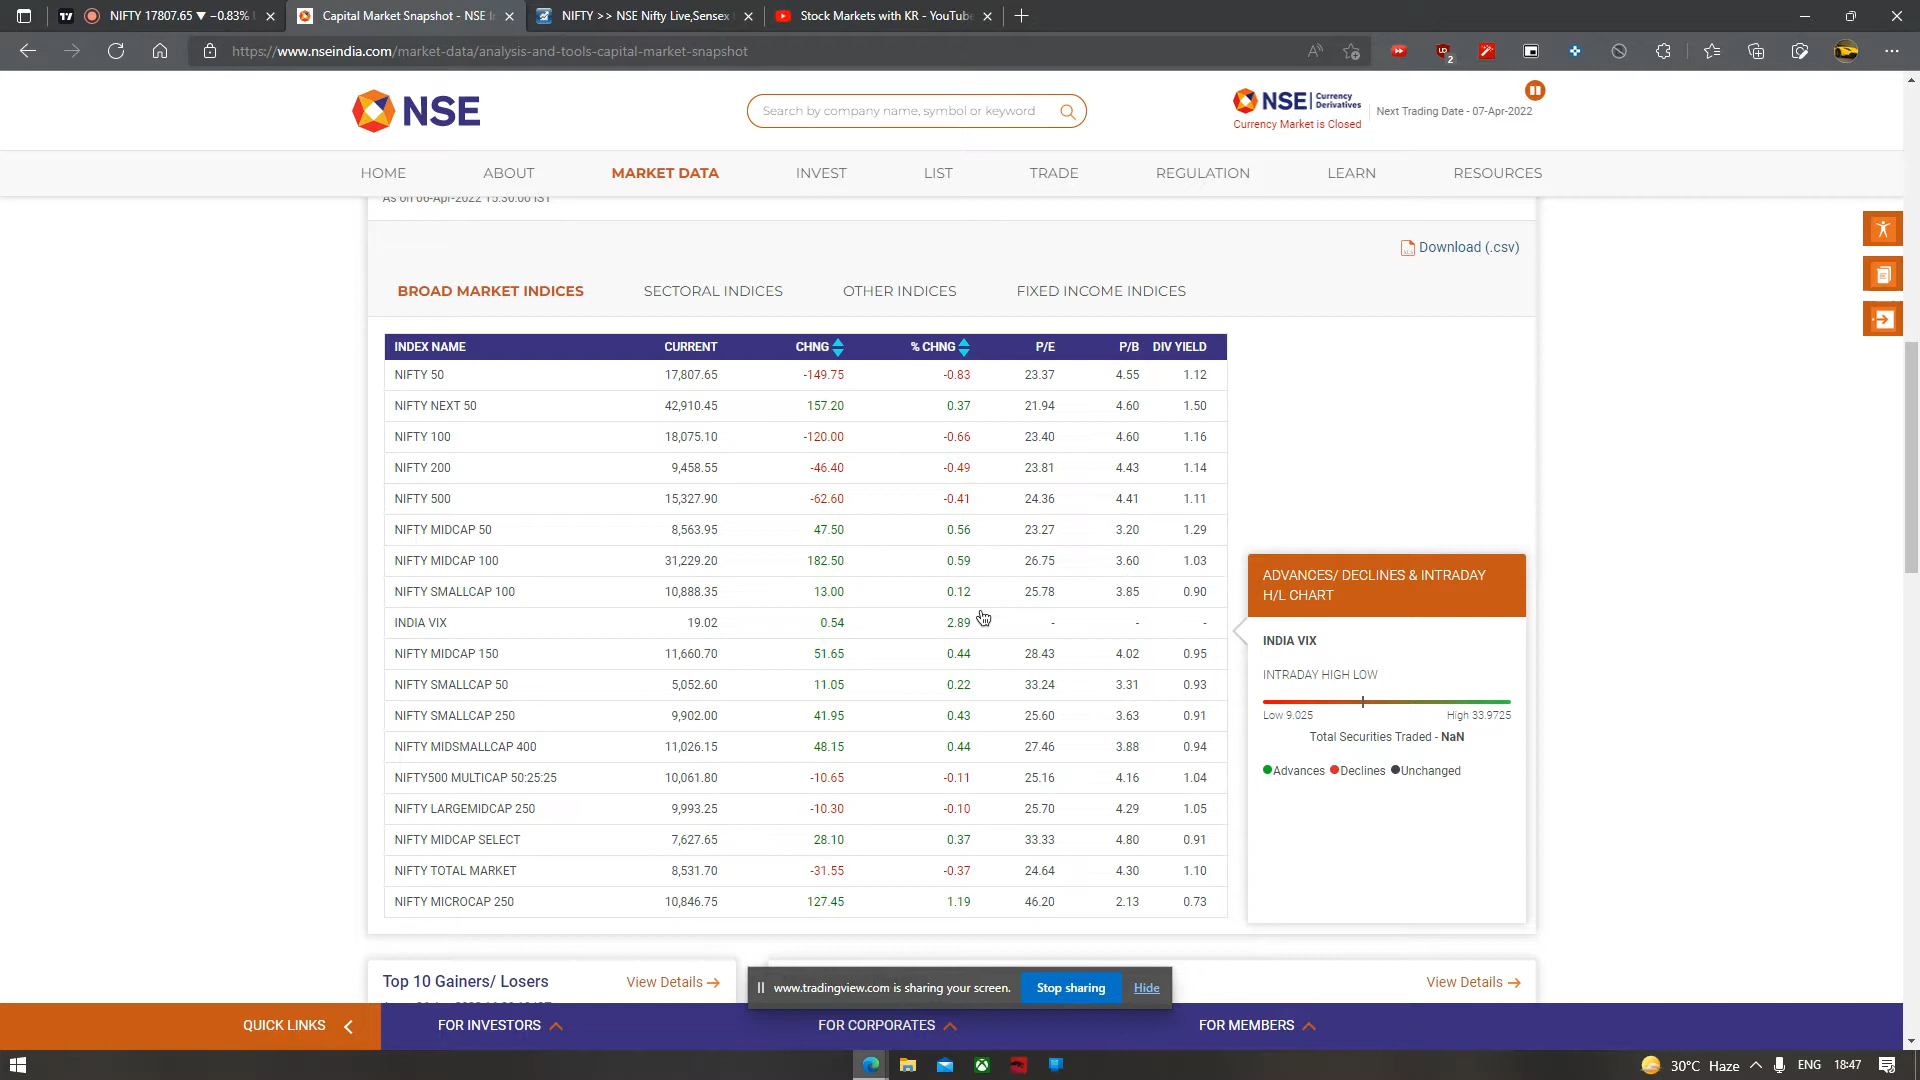 NIFTY 17807.65 ▼ −0.83%
Capital Market Snapshot - NSE I
NIFTY >> NSE Nifty Live,Sensex
Stock Markets with KR - YouTube
https://www.nseindia.com/market-data/analysis-and-tools-capital-market-snapshot
2
NSE
Search by company name, symbol or keyword
NSE Currency Derivatives
Currency Market is Closed
Next Trading Date - 07-Apr-2022
HOME ABOUT MARKET DATA INVEST LIST TRADE REGULATION LEARN RESOURCES
As on 06-Apr-2022 15:30:00 IST
Download (.csv)
BROAD MARKET INDICES SECTORAL INDICES OTHER INDICES FIXED INCOME INDICES
INDEX NAME CURRENT CHNG % CHNG P/E P/B DIV YIELD
NIFTY 50 17,807.65 -149.75 -0.83 23.37 4.55 1.12
NIFTY NEXT 50 42,910.45 157.20 0.37 21.94 4.60 1.50
NIFTY 100 18,075.10 -120.00 -0.66 23.40 4.60 1.16
NIFTY 200 9,458.55 -46.40 -0.49 23.81 4.43 1.14
NIFTY 500 15,327.90 -62.60 -0.41 24.36 4.41 1.11
NIFTY MIDCAP 50 8,563.95 47.50 0.56 23.27 3.20 1.29
NIFTY MIDCAP 100 31,229.20 182.50 0.59 26.75 3.60 1.03
NIFTY SMALLCAP 100 10,888.35 13.00 0.12 25.78 3.85 0.90
INDIA VIX 19.02 0.54 2.89 - - -
NIFTY MIDCAP 150 11,660.70 51.65 0.44 28.43 4.02 0.95
NIFTY SMALLCAP 50 5,052.60 11.05 0.22 33.24 3.31 0.93
NIFTY SMALLCAP 250 9,902.00 41.95 0.43 25.60 3.63 0.91
NIFTY MIDSMALLCAP 400 11,026.15 48.15 0.44 27.46 3.88 0.94
NIFTY500 MULTICAP 50:25:25 10,061.80 -10.65 -0.11 25.16 4.16 1.04
NIFTY LARGEMIDCAP 250 9,993.25 -10.30 -0.10 25.70 4.29 1.05
NIFTY MIDCAP SELECT 7,627.65 28.10 0.37 33.33 4.80 0.91
NIFTY TOTAL MARKET 8,531.70 -31.55 -0.37 24.64 4.30 1.10
NIFTY MICROCAP 250 10,846.75 127.45 1.19 46.20 2.13 0.73
ADVANCES/ DECLINES & INTRADAY
H/L CHART
INDIA VIX
INTRADAY HIGH LOW
Low 9.025 High 33.9725
Total Securities Traded - NaN
Advances Declines Unchanged
Top 10 Gainers/ Losers View Details
View Details
www.tradingview.com is sharing your screen. Stop sharing Hide
QUICK LINKS FOR INVESTORS FOR CORPORATES FOR MEMBERS
30°C Haze ENG 18:47